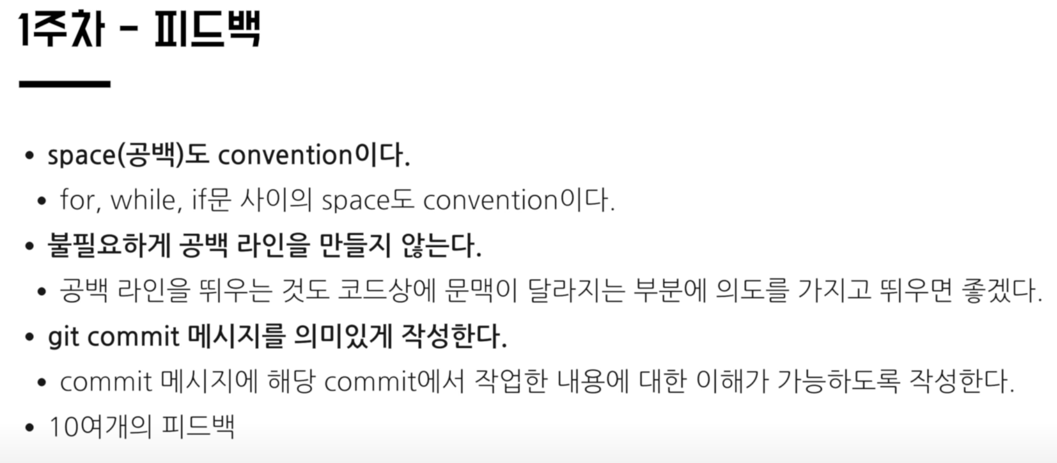 1주차 - 피드백
• space(공백)도 convention이다.
• for, while, if문 사이의 space도 convention이다.
• 불필요하게 공백 라인을 만들지 않는다.
• 공백 라인을 뛰우는 것도 코드상에 문맥이 달라지는 부분에 의도를 가지고 뛰우면 좋겠다.
• git commit 메시지를 의미있게 작성한다.
• commit 메시지에 해당 commit에서 작업한 내용에 대한 이해가 가능하도록 작성한다.
• 10여개의 피드백